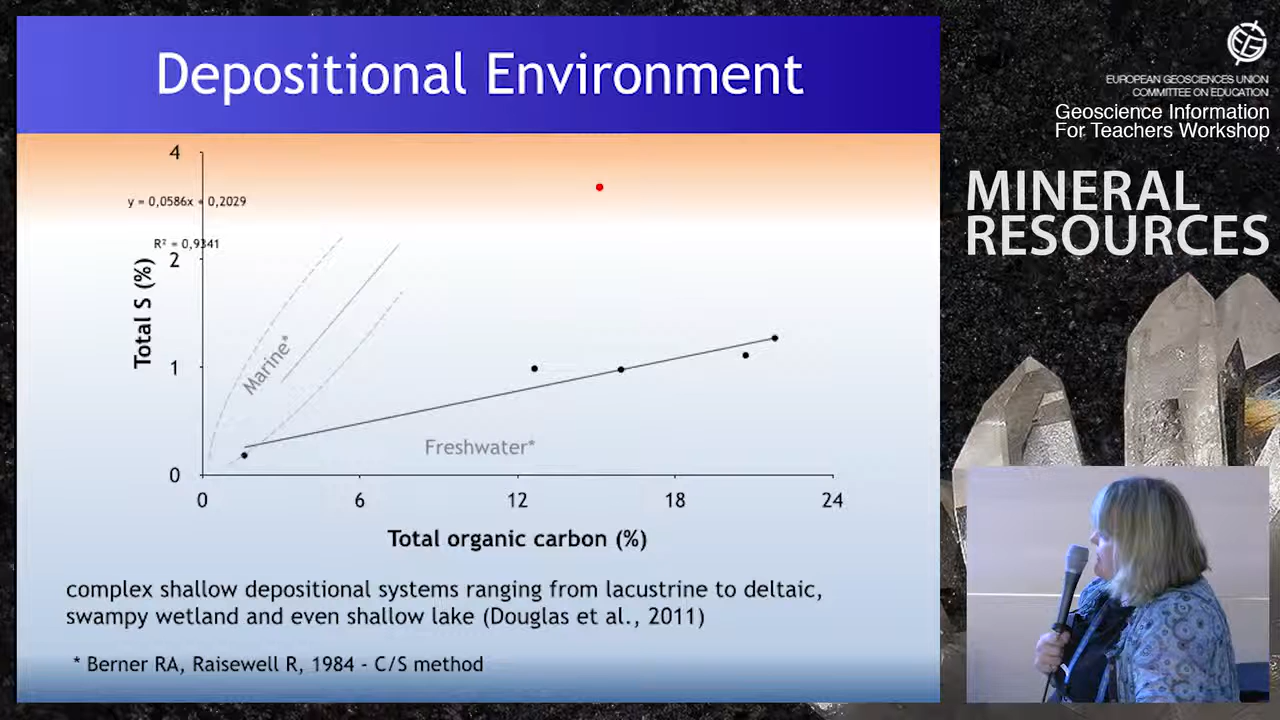 Depositional Environment
4
y = 0,0586x + 0,2029
R² = 0,9341
2
Total S (%)
Marine*
1
Freshwater*
0
0 6 12 18 24
Total organic carbon (%)
complex shallow depositional systems ranging from lacustrine to deltaic,
swampy wetland and even shallow lake (Douglas et al., 2011)
* Berner RA, Raisewell R, 1984 - C/S method
EUROPEAN GEOSCIENCES UNION
COMMITTEE ON EDUCATION
Geoscience Information
For Teachers Workshop
MINERAL
RESOURCES